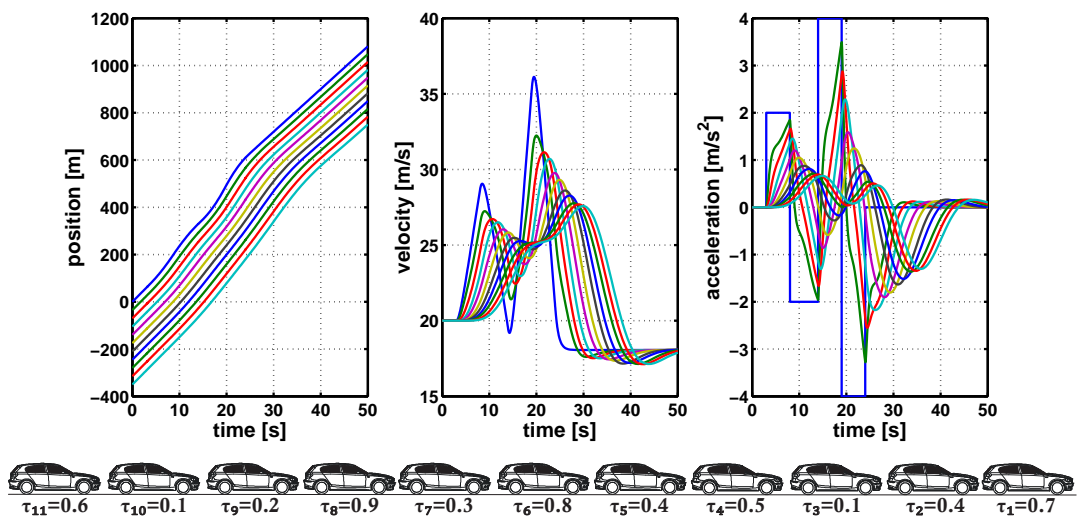 1200
1000
800
600
400
200
0
−200
−400
0 10 20 30 40 50
position [m]
time [s]
40
35
30
25
20
15
0 10 20 30 40 50
velocity [m/s]
time [s]
4
3
2
1
0
−1
−2
−3
−4
0 10 20 30 40 50
acceleration [m/s²]
time [s]
τ₁₁=0.6 τ₁₀=0.1 τ₉=0.2 τ₈=0.9 τ₇=0.3 τ₆=0.8 τ₅=0.4 τ₄=0.5 τ₃=0.1 τ₂=0.4 τ₁=0.7